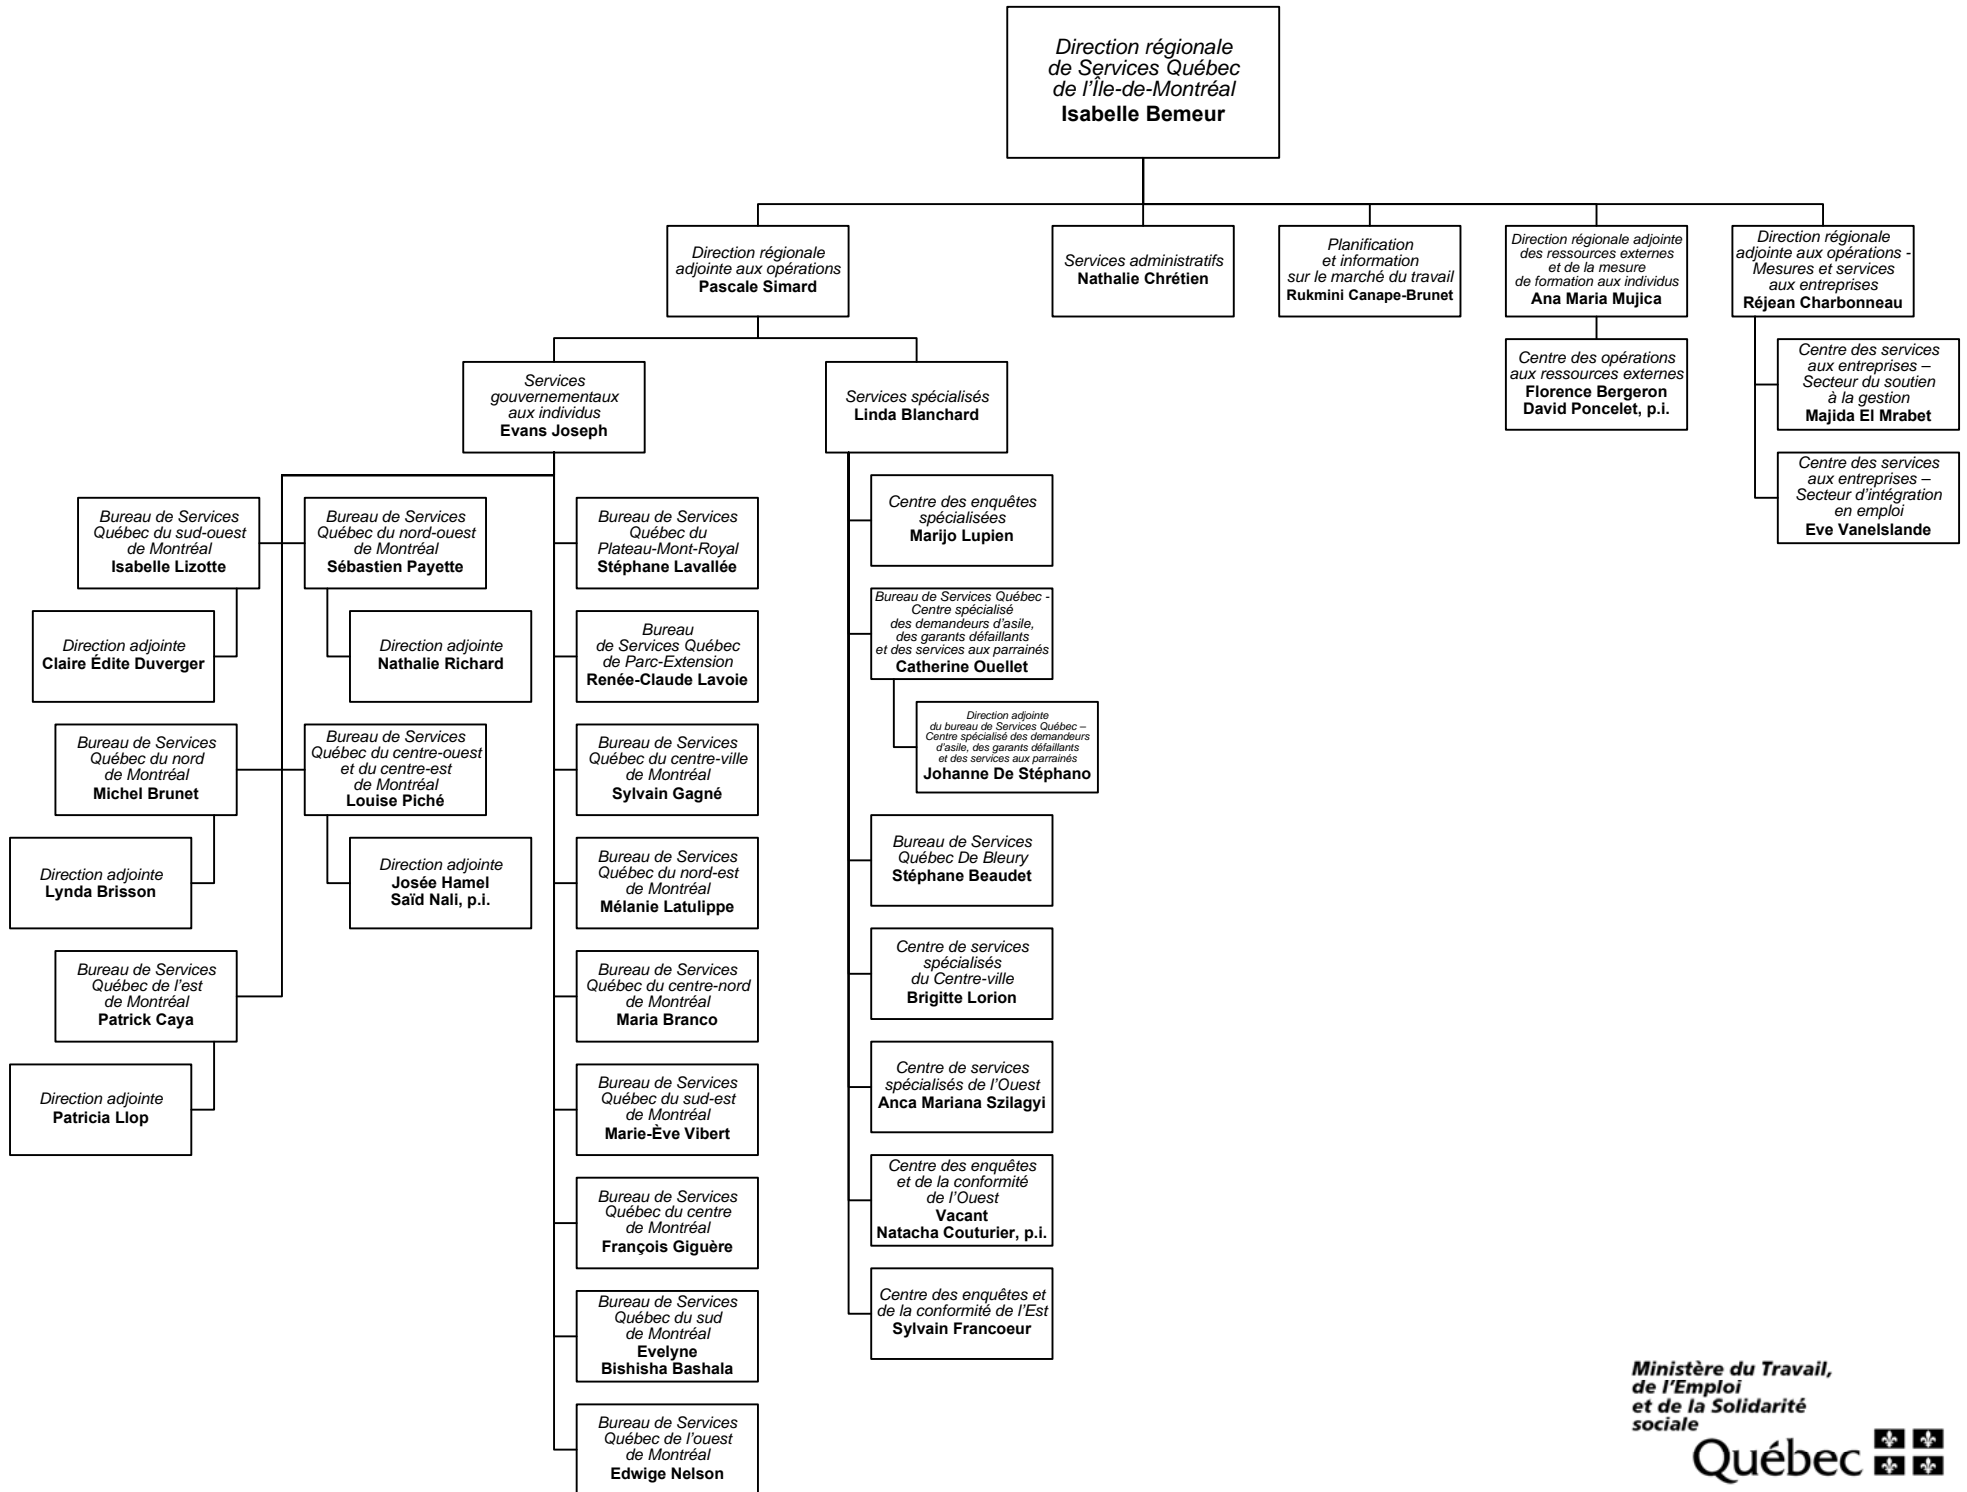 Direction régionale
de Services Québec
de l'Île-de-Montréal
Isabelle Bemeur
Direction régionale
adjointe aux opérations
Pascale Simard
Services administratifs
Nathalie Chrétien
Planification
et information
sur le marché du travail
Rukmini Canape-Brunet
Direction régionale adjointe
des ressources externes
et de la mesure
de formation aux individus
Ana Maria Mujica
Direction régionale
adjointe aux opérations -
Mesures et services
aux entreprises
Réjean Charbonneau
Centre des opérations
aux ressources externes
Florence Bergeron
David Poncelet, p.i.
Centre des services
aux entreprises –
Secteur du soutien
à la gestion
Majida El Mrabet
Centre des services
aux entreprises –
Secteur d'intégration
en emploi
Eve Vanelslande
Services
gouvernementaux
aux individus
Evans Joseph
Services spécialisés
Linda Blanchard
Bureau de Services
Québec du sud-ouest
de Montréal
Isabelle Lizotte
Direction adjointe
Claire Édite Duverger
Bureau de Services
Québec du nord
de Montréal
Michel Brunet
Direction adjointe
Lynda Brisson
Bureau de Services
Québec de l'est
de Montréal
Patrick Caya
Direction adjointe
Patricia Llop
Bureau de Services
Québec du nord-ouest
de Montréal
Sébastien Payette
Direction adjointe
Nathalie Richard
Bureau de Services
Québec du centre-ouest
et du centre-est
de Montréal
Louise Piché
Direction adjointe
Josée Hamel
Saïd Nali, p.i.
Bureau de Services
Québec du
Plateau-Mont-Royal
Stéphane Lavallée
Bureau
de Services Québec
de Parc-Extension
Renée-Claude Lavoie
Bureau de Services
Québec du centre-ville
de Montréal
Sylvain Gagné
Bureau de Services
Québec du nord-est
de Montréal
Mélanie Latulippe
Bureau de Services
Québec du centre-nord
de Montréal
Maria Branco
Bureau de Services
Québec du sud-est
de Montréal
Marie-Ève Vibert
Bureau de Services
Québec du centre
de Montréal
François Giguère
Bureau de Services
Québec du sud
de Montréal
Evelyne
Bishisha Bashala
Bureau de Services
Québec de l'ouest
de Montréal
Edwige Nelson
Centre des enquêtes
spécialisées
Marijo Lupien
Bureau de Services Québec -
Centre spécialisé
des demandeurs d'asile,
des garants défaillants
et des services aux parrainés
Catherine Ouellet
Direction adjointe
du bureau de Services Québec –
Centre spécialisé des demandeurs
d'asile, des garants défaillants
et des services aux parrainés
Johanne De Stéphano
Bureau de Services
Québec De Bleury
Stéphane Beaudet
Centre de services
spécialisés
du Centre-ville
Brigitte Lorion
Centre de services
spécialisés de l'Ouest
Anca Mariana Szilagyi
Centre des enquêtes
et de la conformité
de l'Ouest
Vacant
Natacha Couturier, p.i.
Centre des enquêtes et
de la conformité de l'Est
Sylvain Francoeur
Ministère du Travail,
de l'Emploi
et de la Solidarité
sociale
Québec